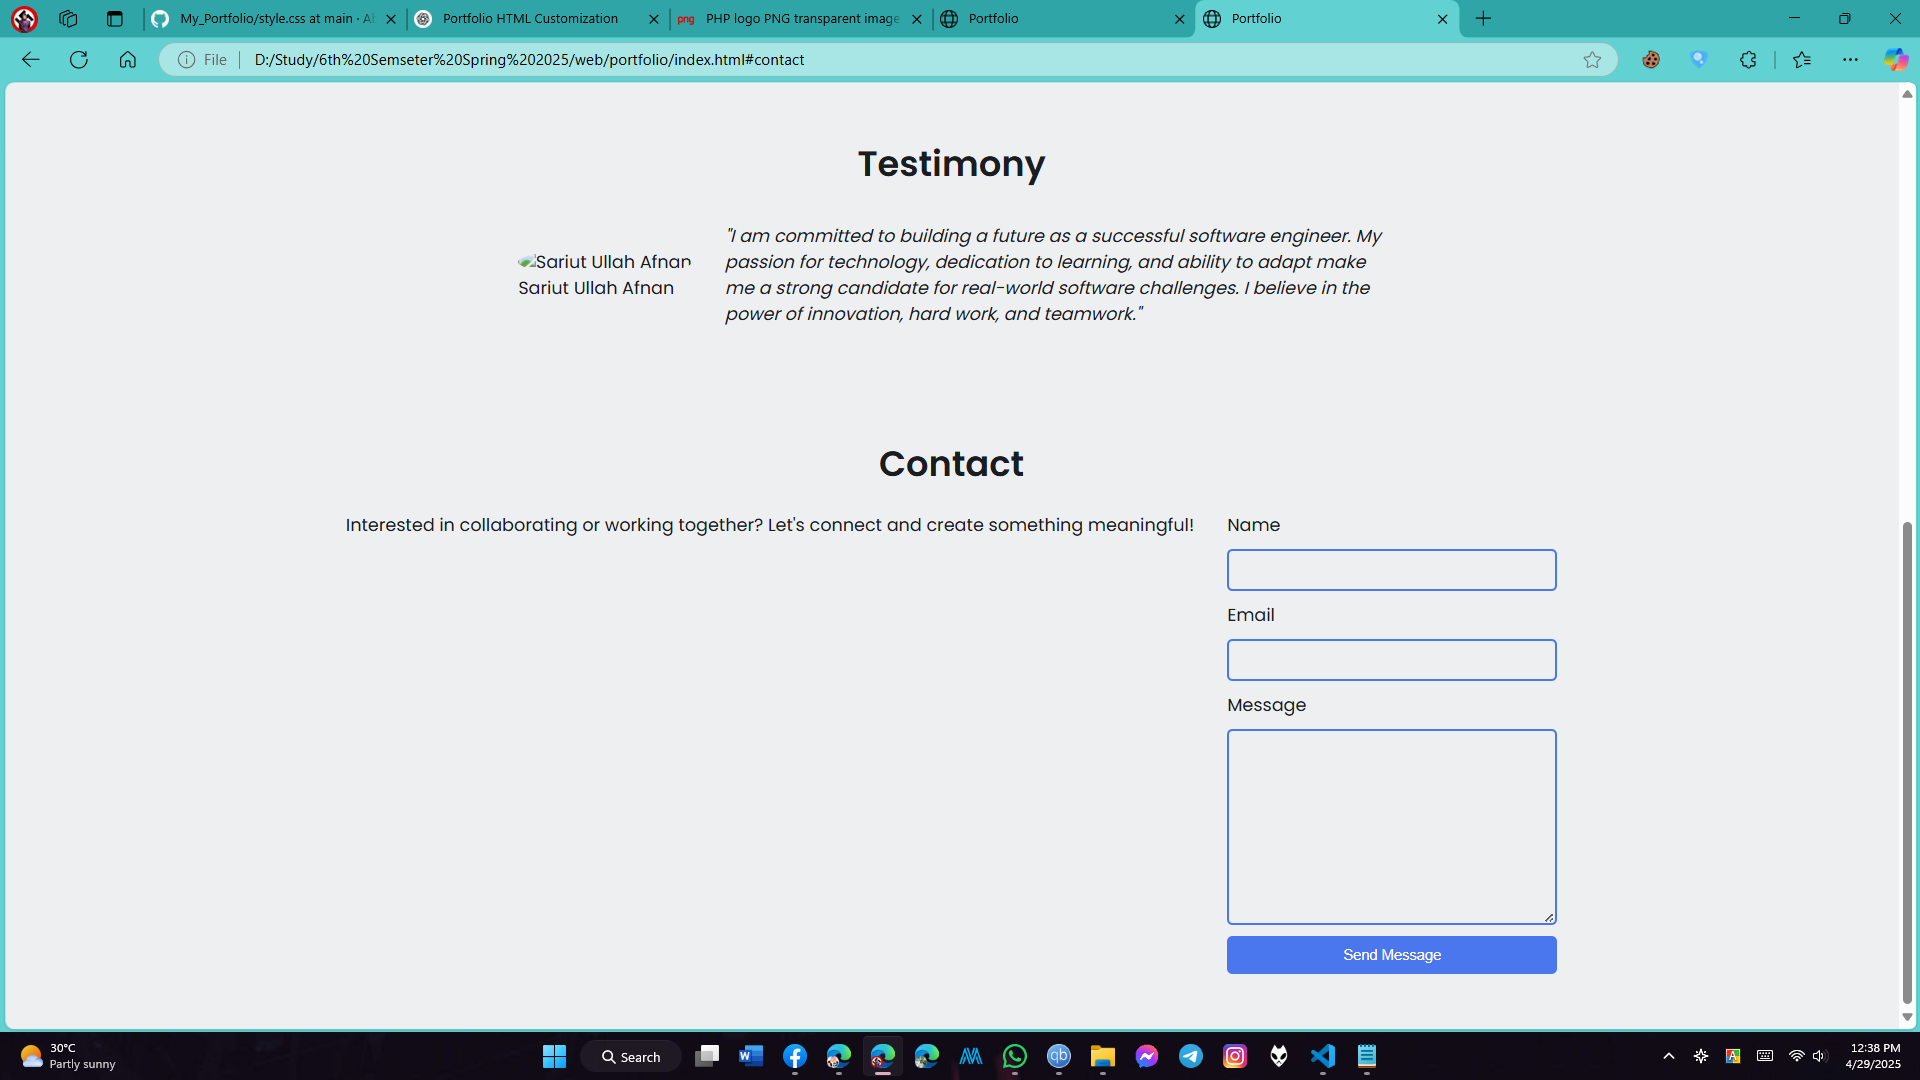 My_Portfolio/style.css at main · A
Portfolio HTML Customization
png
PHP logo PNG transparent image
Portfolio
Portfolio
File
D:/Study/6th%20Semseter%20Spring%202025/web/portfolio/index.html#contact
Testimony
Sariut Ullah Afnan
Sariut Ullah Afnan
"I am committed to building a future as a successful software engineer. My
passion for technology, dedication to learning, and ability to adapt make
me a strong candidate for real-world software challenges. I believe in the
power of innovation, hard work, and teamwork."
Contact
Interested in collaborating or working together? Let's connect and create something meaningful!
Name
Email
Message
Send Message
30°C
Partly sunny
Search
qb
12:38 PM
4/29/2025